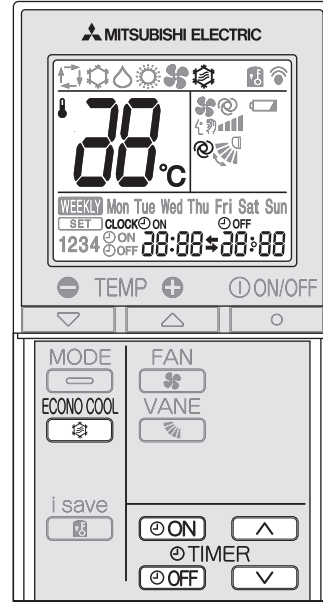 MITSUBISHI ELECTRIC
88 °C
WEEKLY Mon Tue Wed Thu Fri Sat Sun
SET CLOCK ON OFF
1234 ON OFF 88:88 88:88
TEMP ON/OFF
MODE FAN
ECONO COOL VANE
i save
ON
TIMER
OFF